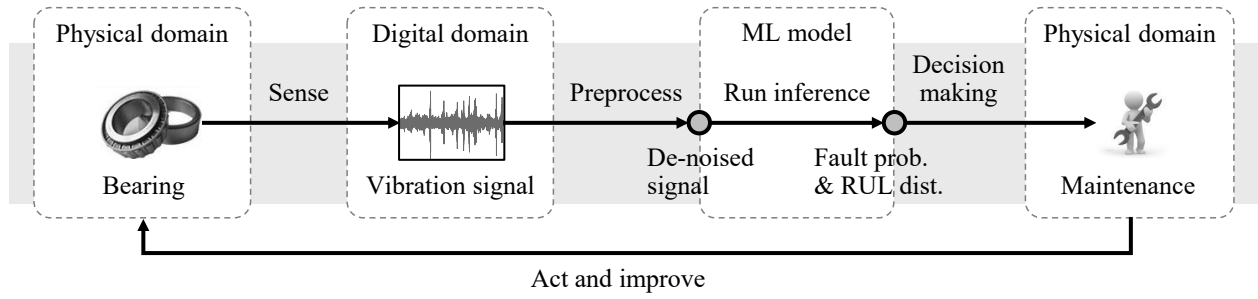 Physical domain
Digital domain
ML model
Physical domain
Sense
Preprocess
Run inference
Decision
making
Bearing
Vibration signal
De-noised
signal
Fault prob.
& RUL dist.
Maintenance
Act and improve